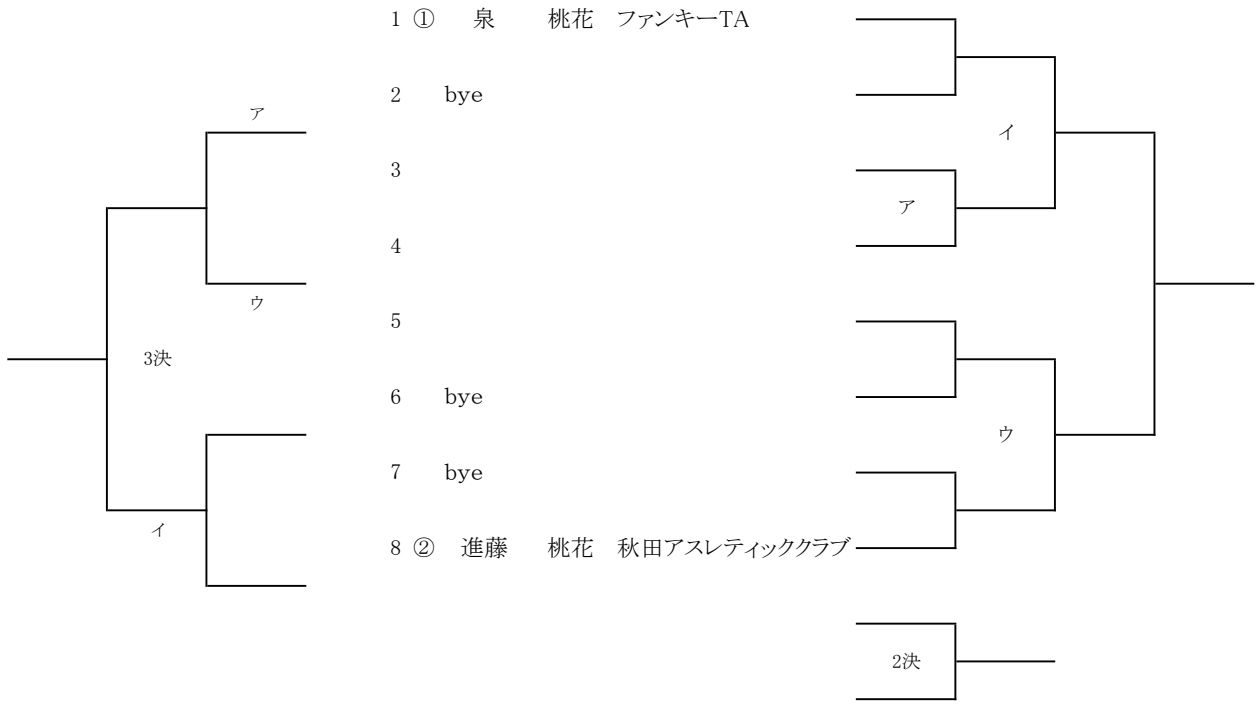 1 ① 泉 桃花 ファンキーTA
2 bye
ア
イ
3
ア
4
ウ
5
3決
6 bye
ウ
7 bye
イ
8 ② 進藤 桃花 秋田アスレティッククラブ
2決